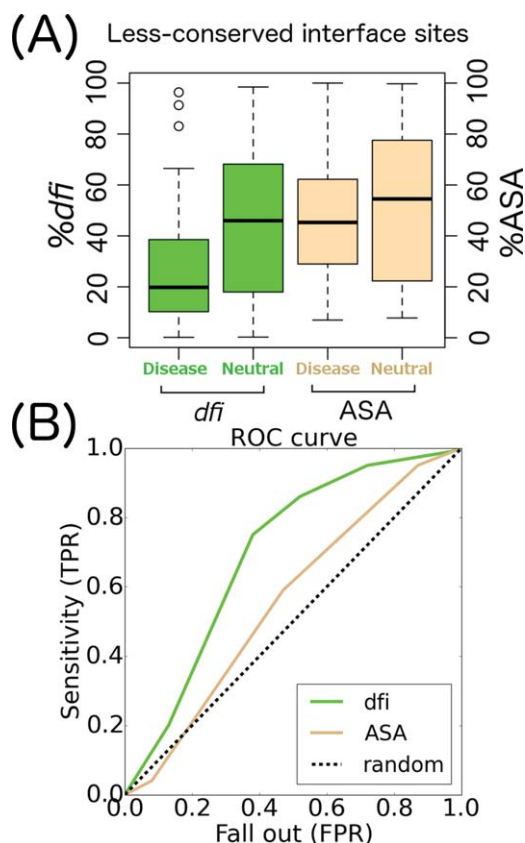 (A) Less-conserved interface sites
100
80
60
40
20
0
%dfi
100
80
60
40
20
0
%ASA
Disease Neutral Disease Neutral
dfi ASA
(B)
ROC curve
1.0
0.8
0.6
0.4
0.2
0.0
Sensitivity (TPR)
dfi
ASA
random
0.0 0.2 0.4 0.6 0.8 1.0
Fall out (FPR)